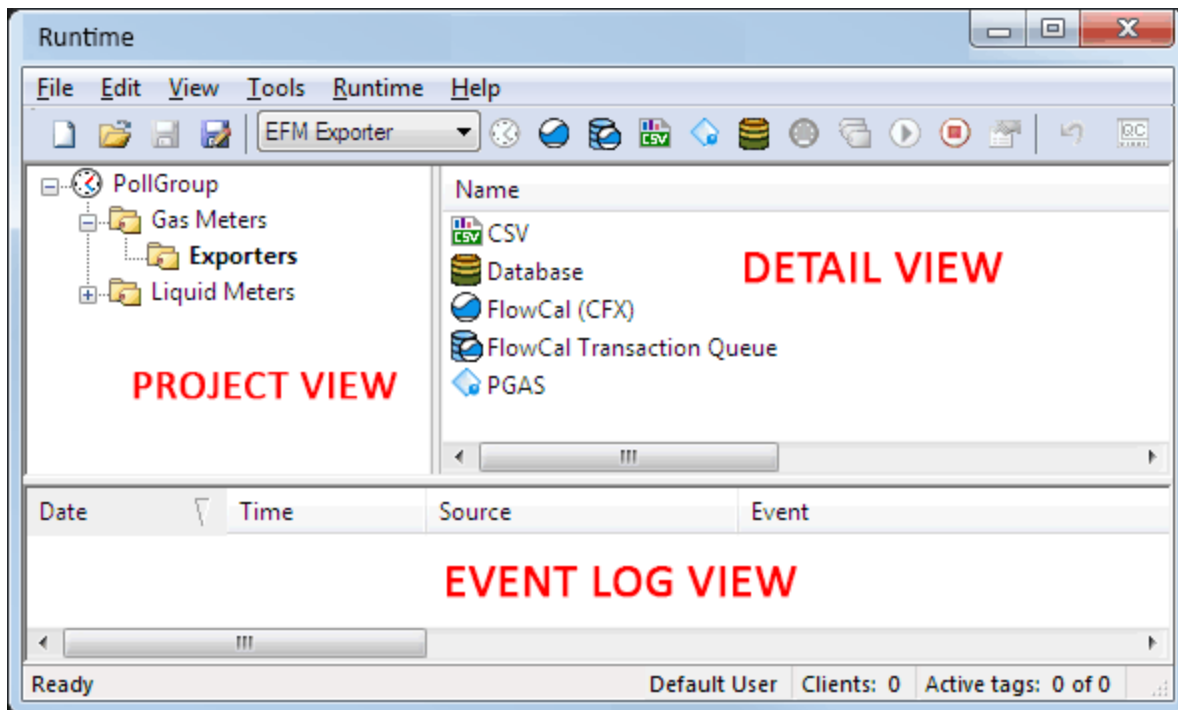 Runtime
File Edit View Tools Runtime Help
EFM Exporter CSV QC
PollGroup
Gas Meters
Exporters
Liquid Meters
PROJECT VIEW
Name
CSV
Database
FlowCal (CFX)
FlowCal Transaction Queue
PGAS
DETAIL VIEW
Date Time Source Event
EVENT LOG VIEW
Ready Default User Clients: 0 Active tags: 0 of 0